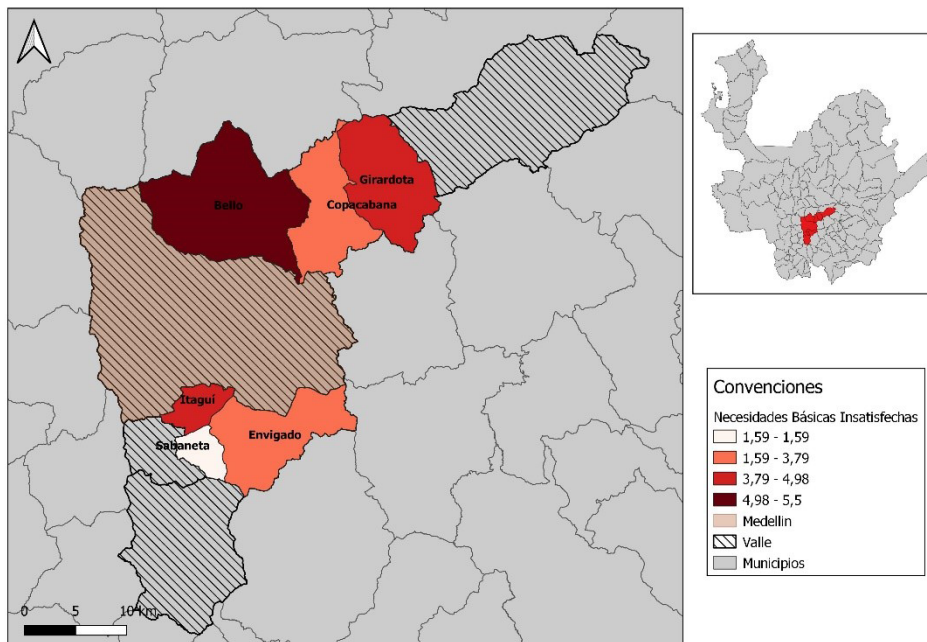 Girardota
Bello
Copacabana
Itaguí
Envigado
Sabaneta
0 5 10 km
Convenciones
Necesidades Básicas Insatisfechas
1,59 - 1,59
1,59 - 3,79
3,79 - 4,98
4,98 - 5,5
Medellin
Valle
Municipios